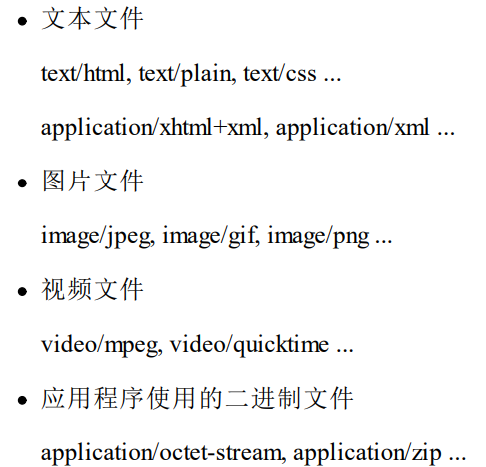 ● 文本文件
text/html, text/plain, text/css ...
application/xhtml+xml, application/xml ...
● 图片文件
image/jpeg, image/gif, image/png ...
● 视频文件
video/mpeg, video/quicktime ...
● 应用程序使用的二进制文件
application/octet-stream, application/zip ...